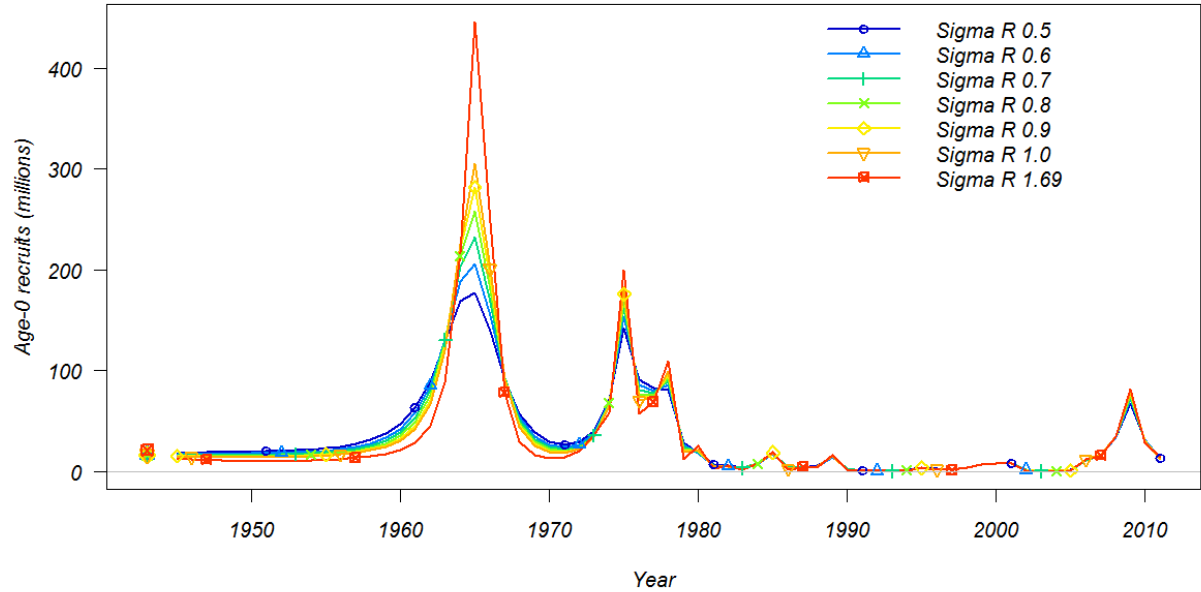 Age-0 recruits (millions)
400
300
200
100
0
Sigma R 0.5
Sigma R 0.6
Sigma R 0.7
Sigma R 0.8
Sigma R 0.9
Sigma R 1.0
Sigma R 1.69
1950 1960 1970 1980 1990 2000 2010
Year